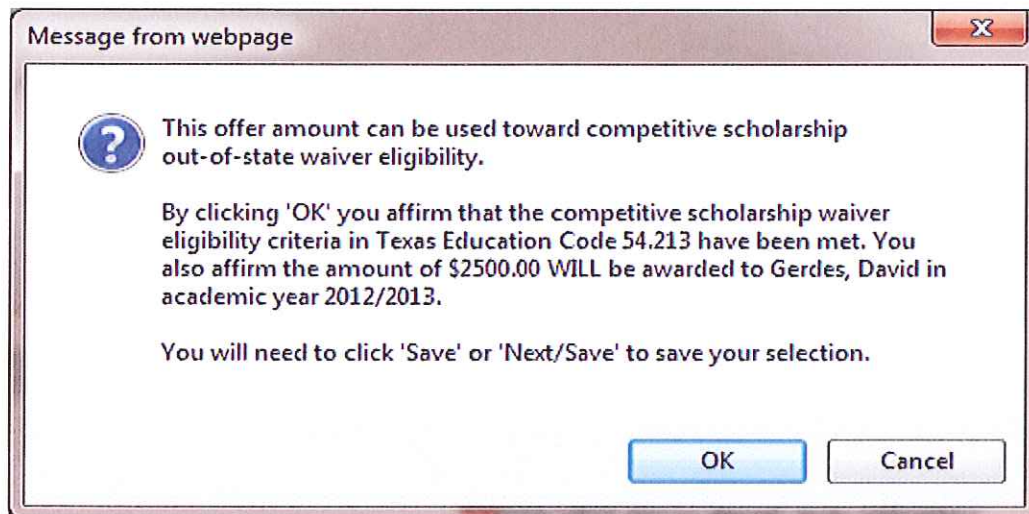 Message from webpage
This offer amount can be used toward competitive scholarship
out-of-state waiver eligibility.
By clicking 'OK' you affirm that the competitive scholarship waiver
eligibility criteria in Texas Education Code 54.213 have been met. You
also affirm the amount of $2500.00 WILL be awarded to Gerdes, David in
academic year 2012/2013.
You will need to click 'Save' or 'Next/Save' to save your selection.
OK
Cancel